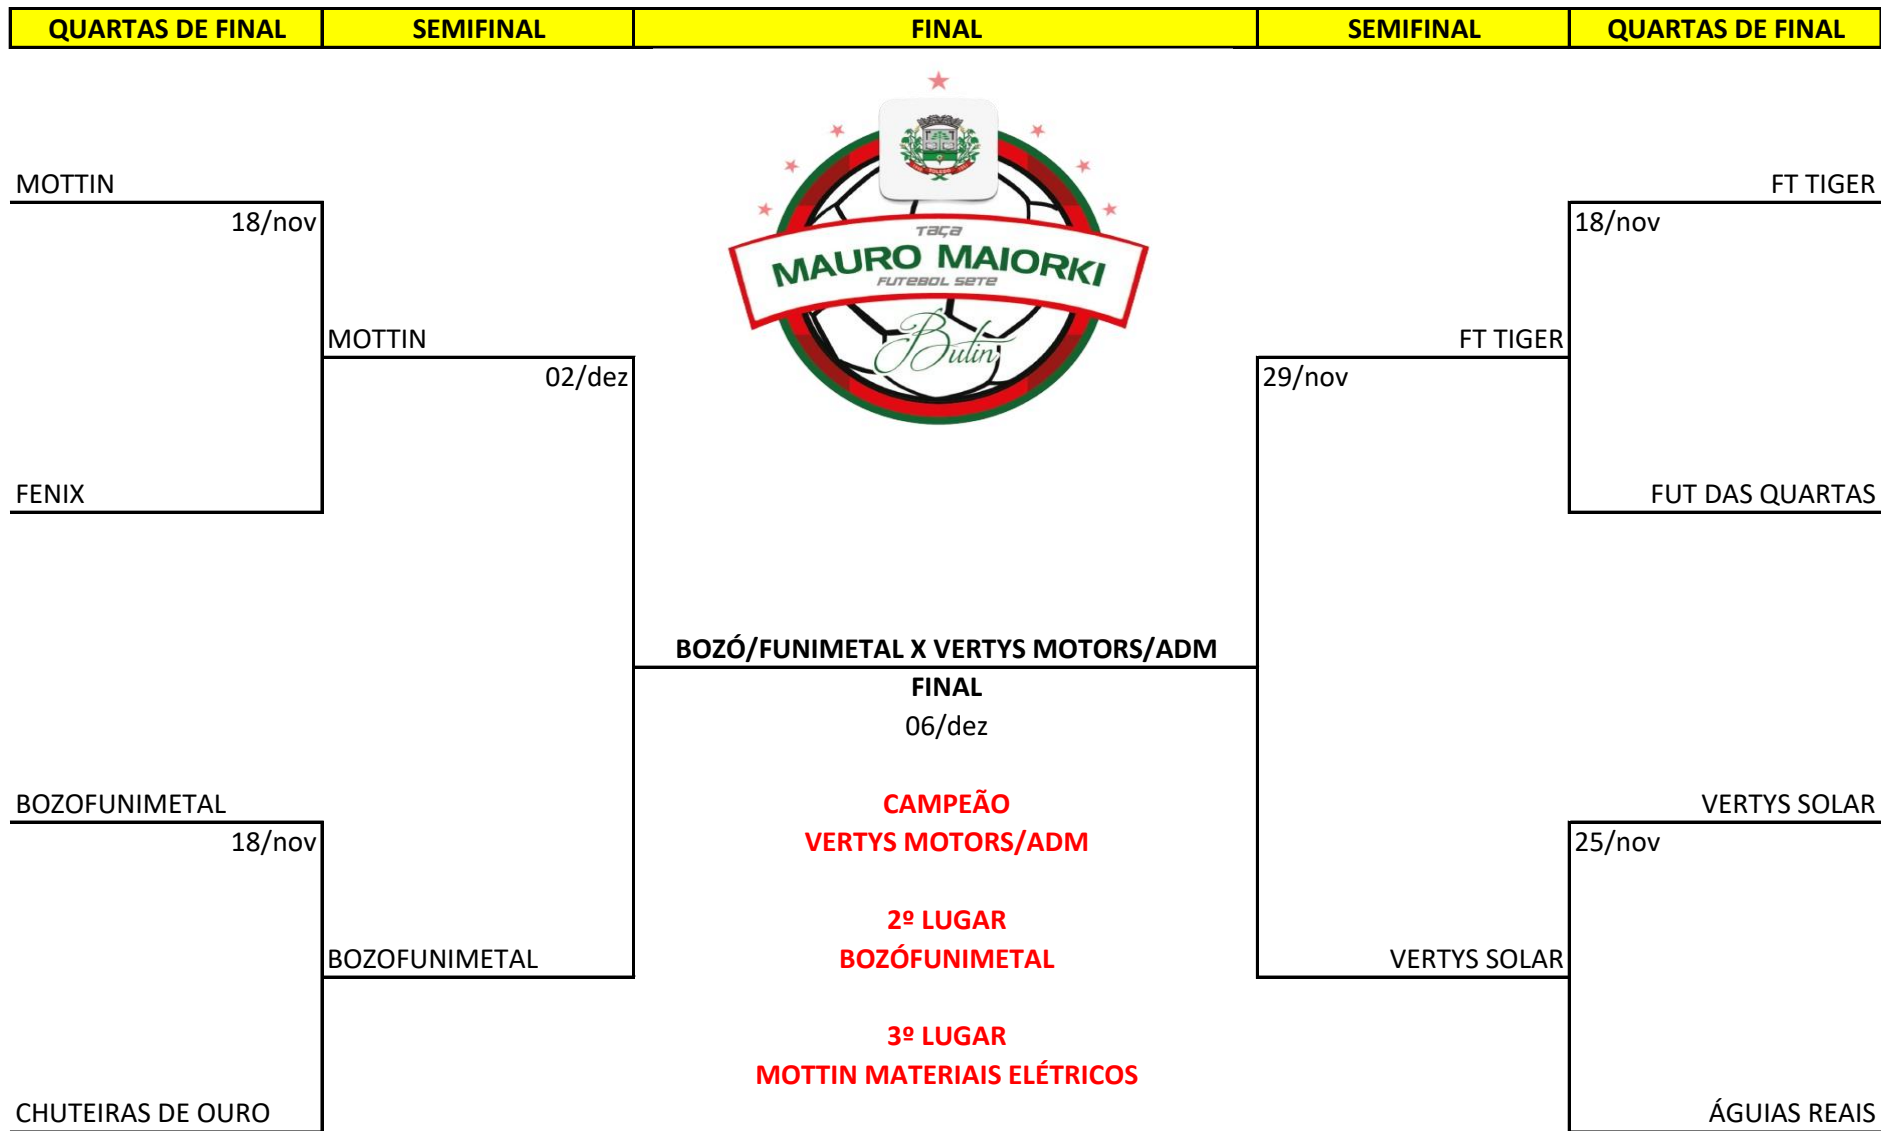 QUARTAS DE FINAL SEMIFINAL FINAL SEMIFINAL QUARTAS DE FINAL
MOTTIN
18/nov
FENIX
MOTTIN
02/dez
BOZOFUNIMETAL
18/nov
CHUTEIRAS DE OURO
BOZOFUNIMETAL
TAÇA
MAURO MAIORKI
FUTEBOL SETE
Butin
BOZÓ/FUNIMETAL X VERTYS MOTORS/ADM
FINAL
06/dez
CAMPEÃO
VERTYS MOTORS/ADM
2º LUGAR
BOZÓFUNIMETAL
3º LUGAR
MOTTIN MATERIAIS ELÉTRICOS
FT TIGER
29/nov
VERTYS SOLAR
FT TIGER
18/nov
FUT DAS QUARTAS
VERTYS SOLAR
25/nov
ÁGUIAS REAIS